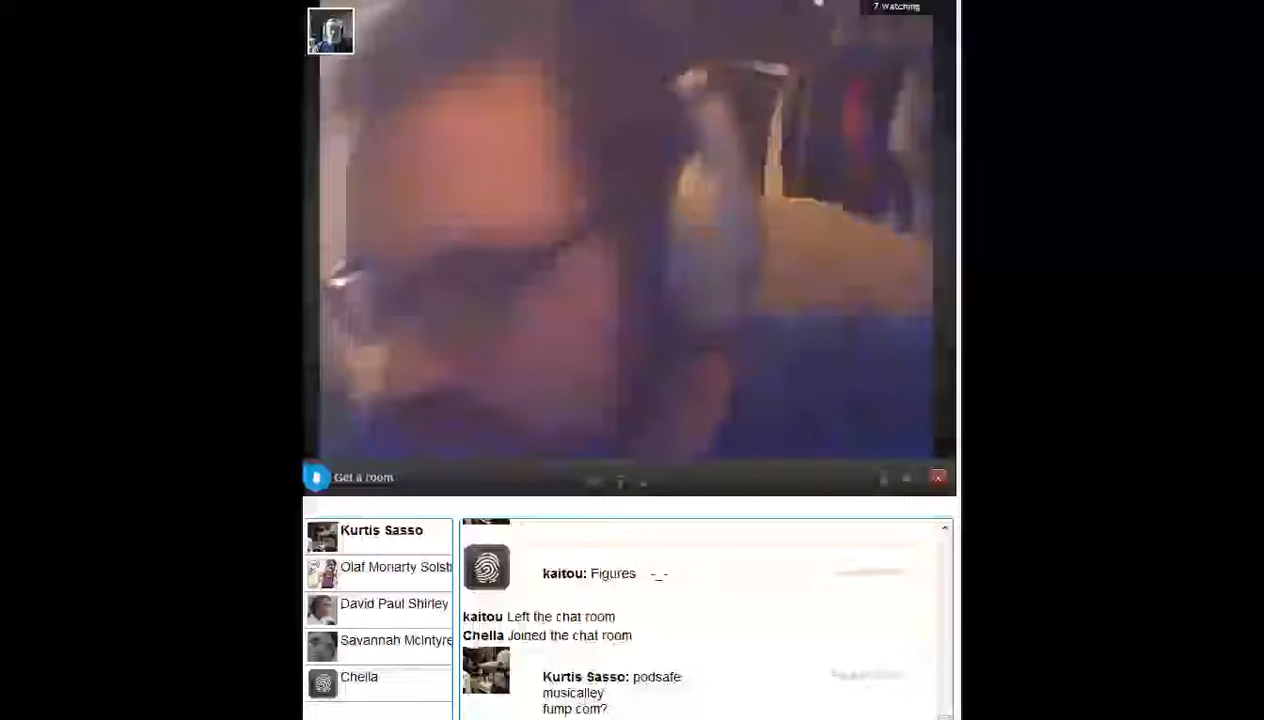 7 Watching
Get a room
Kurtis Sasso
Olaf Moriarty Solst
David Paul Shirley
Savannah McIntyre
Chella
kaitou: Figures -_-
kaitou Left the chat room
Chella Joined the chat room
Kurtis Sasso: podsafe
musicalley
fump com?